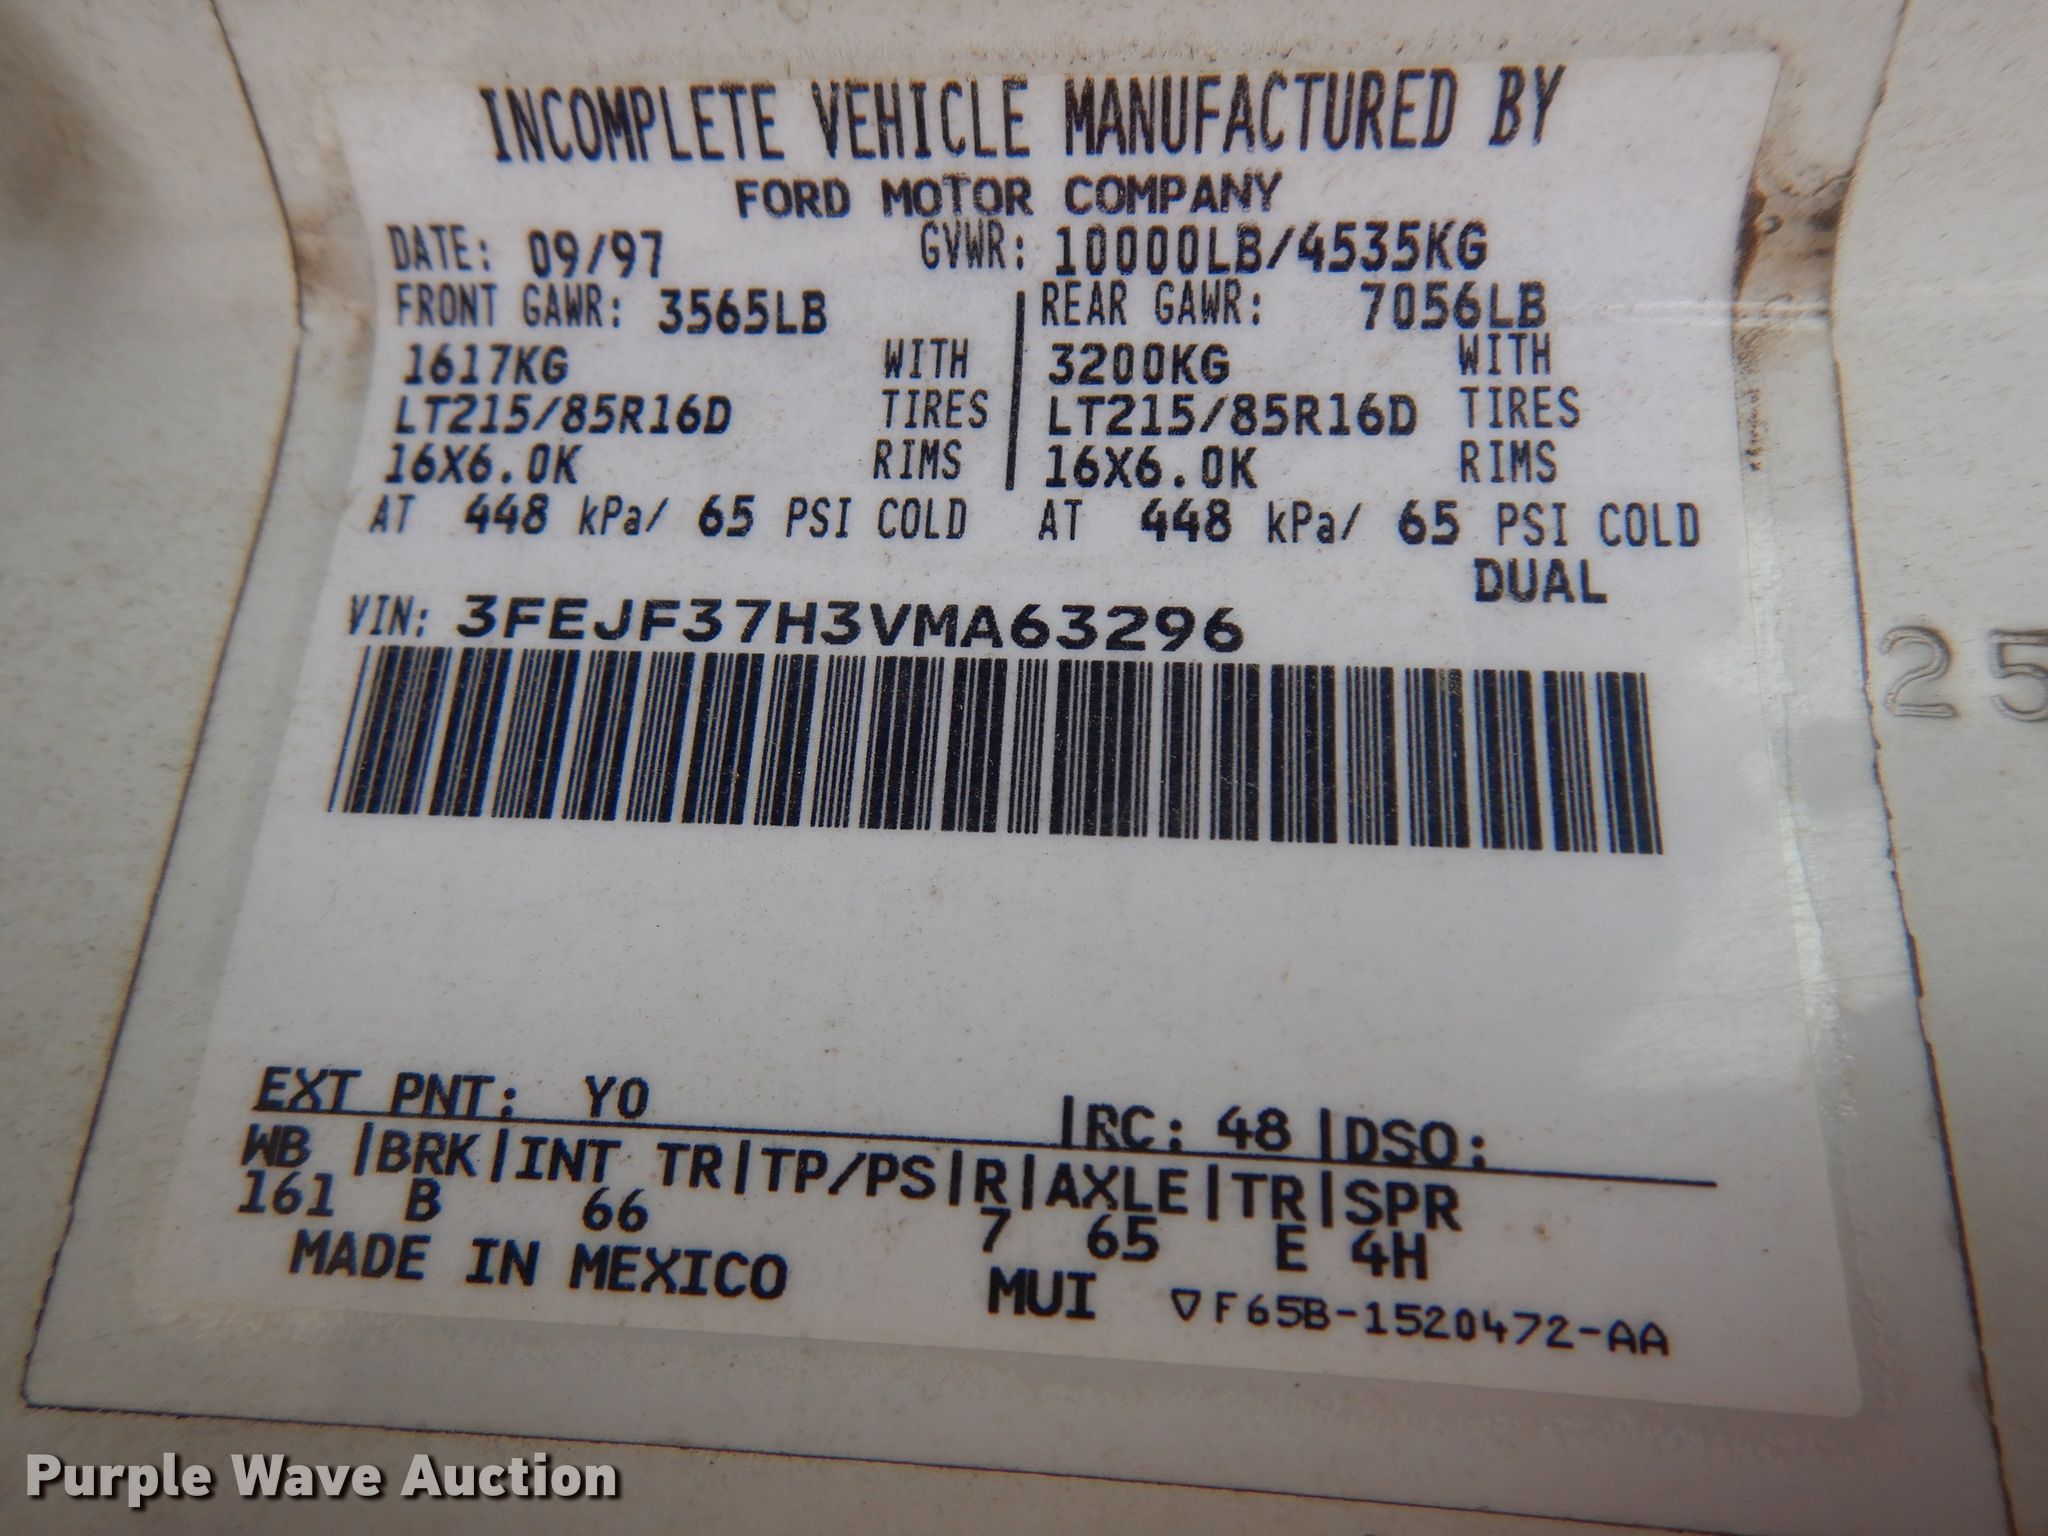 INCOMPLETE VEHICLE MANUFACTURED BY
FORD MOTOR COMPANY
DATE: 09/97 GVWR: 10000LB/4535KG
FRONT GAWR: 3565LB REAR GAWR: 7056LB
1617KG WITH 3200KG WITH
LT215/85R16D TIRES LT215/85R16D TIRES
16X6.0K RIMS 16X6.0K RIMS
AT 448 kPa/ 65 PSI COLD AT 448 kPa/ 65 PSI COLD
DUAL
VIN: 3FEJF37H3VMA63296
25
EXT PNT: YO |RC: 48 |DSO:
WB |BRK|INT TR|TP/PS|R|AXLE|TR|SPR
161 B 66 7 65 E 4H
MADE IN MEXICO MUI ▽F65B-1520472-AA
Purple Wave Auction